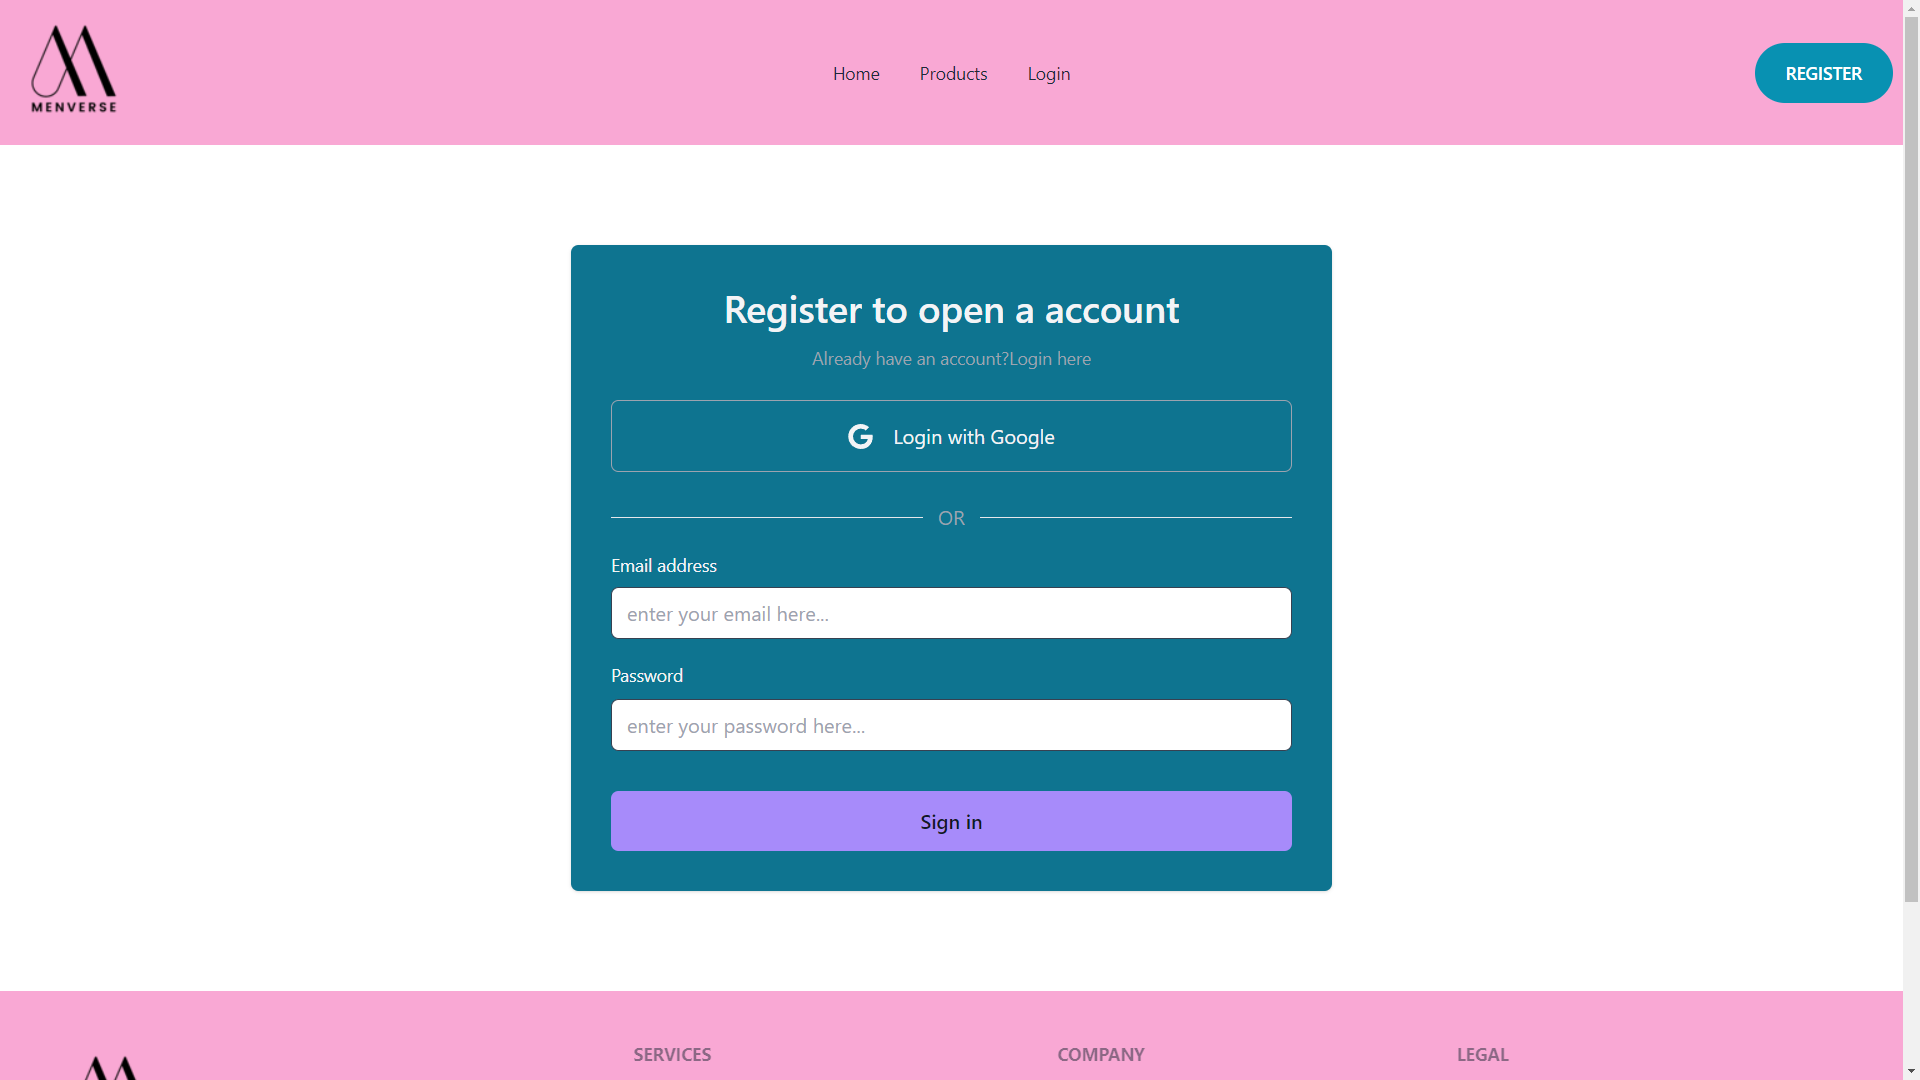 MENVERSE
Home Products Login
REGISTER
Register to open a account
Already have an account?Login here
Login with Google
OR
Email address
enter your email here...
Password
enter your password here...
Sign in
SERVICES COMPANY LEGAL